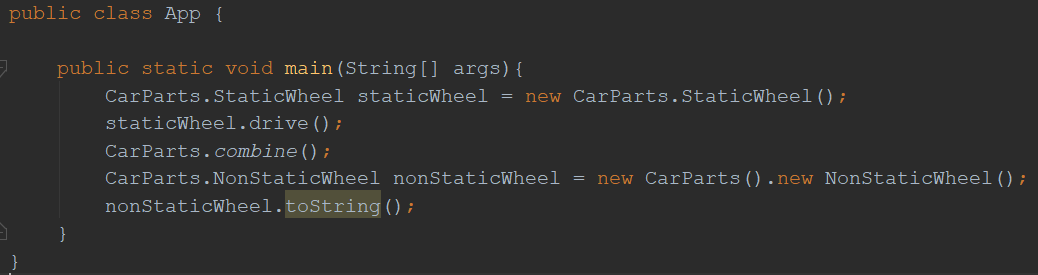 public class App {
public static void main(String[] args){
CarParts.StaticWheel staticWheel = new CarParts.StaticWheel();
staticWheel.drive();
CarParts.combine();
CarParts.NonStaticWheel nonStaticWheel = new CarParts().new NonStaticWheel();
nonStaticWheel.toString();
}
}